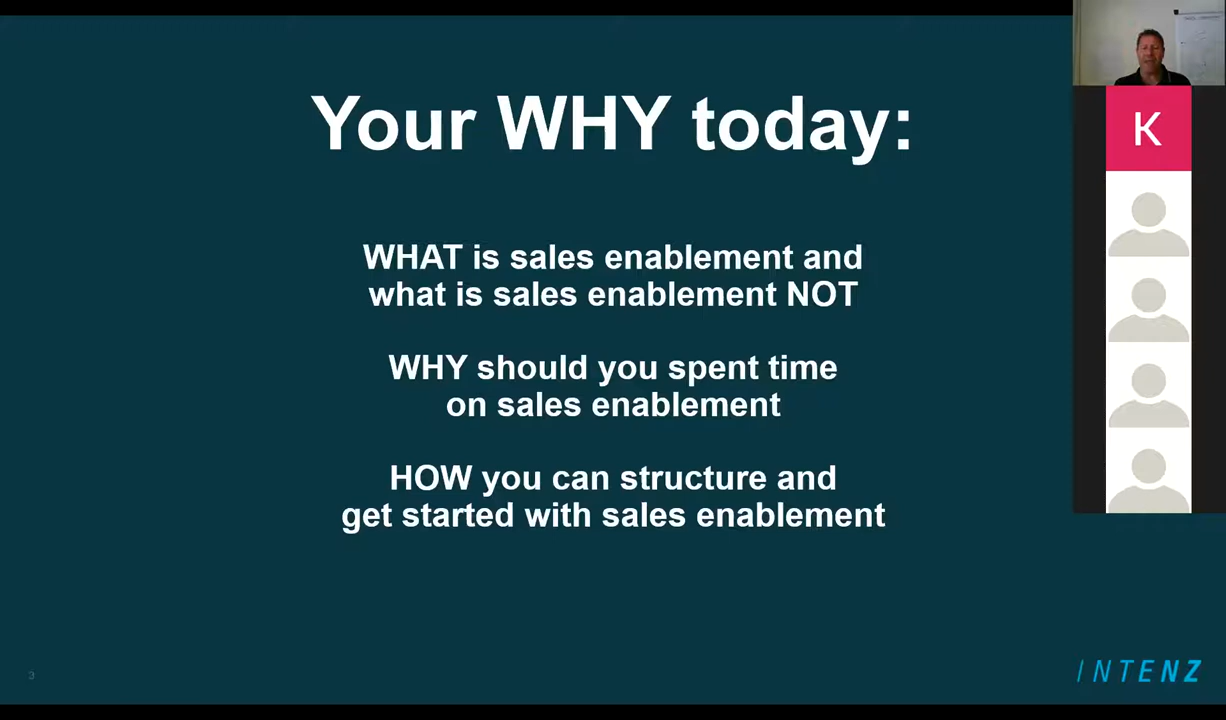 Your WHY today:
WHAT is sales enablement and
what is sales enablement NOT
WHY should you spent time
on sales enablement
HOW you can structure and
get started with sales enablement
K
3
INTENZ